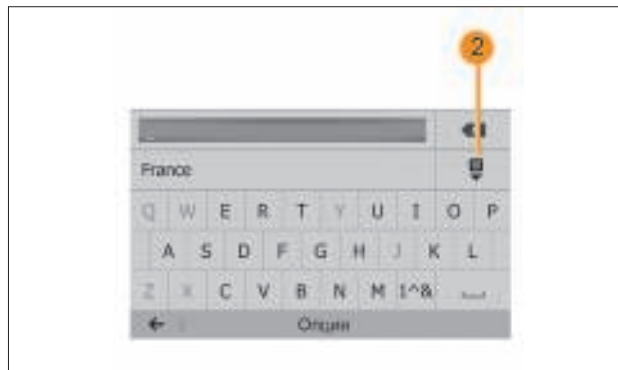 2
France
Q W E R T Y U I O P
A S D F G H J K L
Z X C V B N M 1^&
Опции